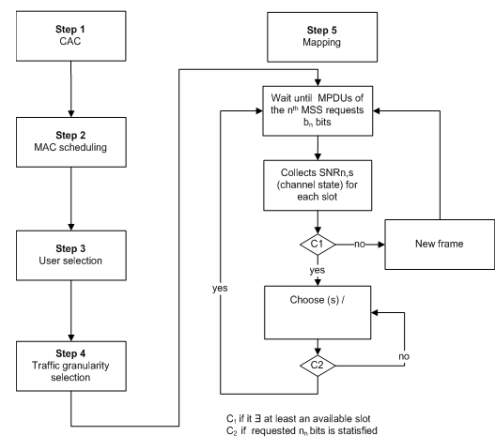 Step 1
CAC
Step 2
MAC scheduling
Step 3
User selection
Step 4
Traffic granularity
selection
Step 5
Mapping
Wait until MPDUs of
the nth MSS requests
bn bits
Collects SNRn,s
(channel state) for
each slot
C1
no
New frame
yes
Choose (s) /
C2
no
yes
C1 if it ∃ at least an available slot
C2 if requested nn bits is statisfied